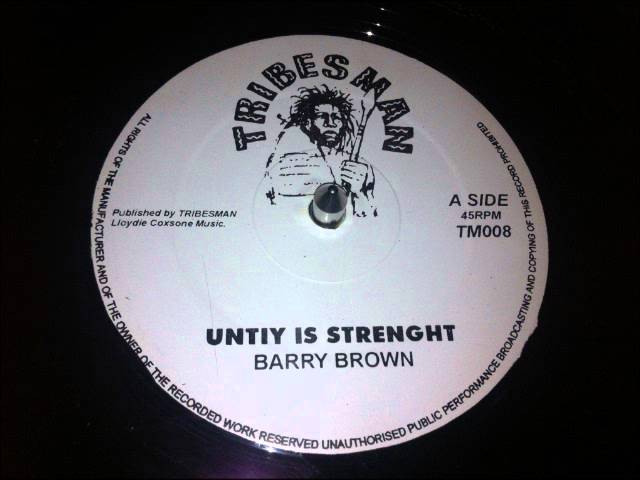 TRIBESMAN
Published by TRIBESMAN
Lloydie Coxsone Music.
A SIDE
45RPM
TM008
UNTIY IS STRENGHT
BARRY BROWN
ALL RIGHTS OF THE MANUFACTURER AND OF THE OWNER OF THE RECORDED WORK RESERVED UNAUTHORISED PUBLIC PERFORMANCE BROADCASTING AND COPYING OF THIS RECORD PROHIBITED